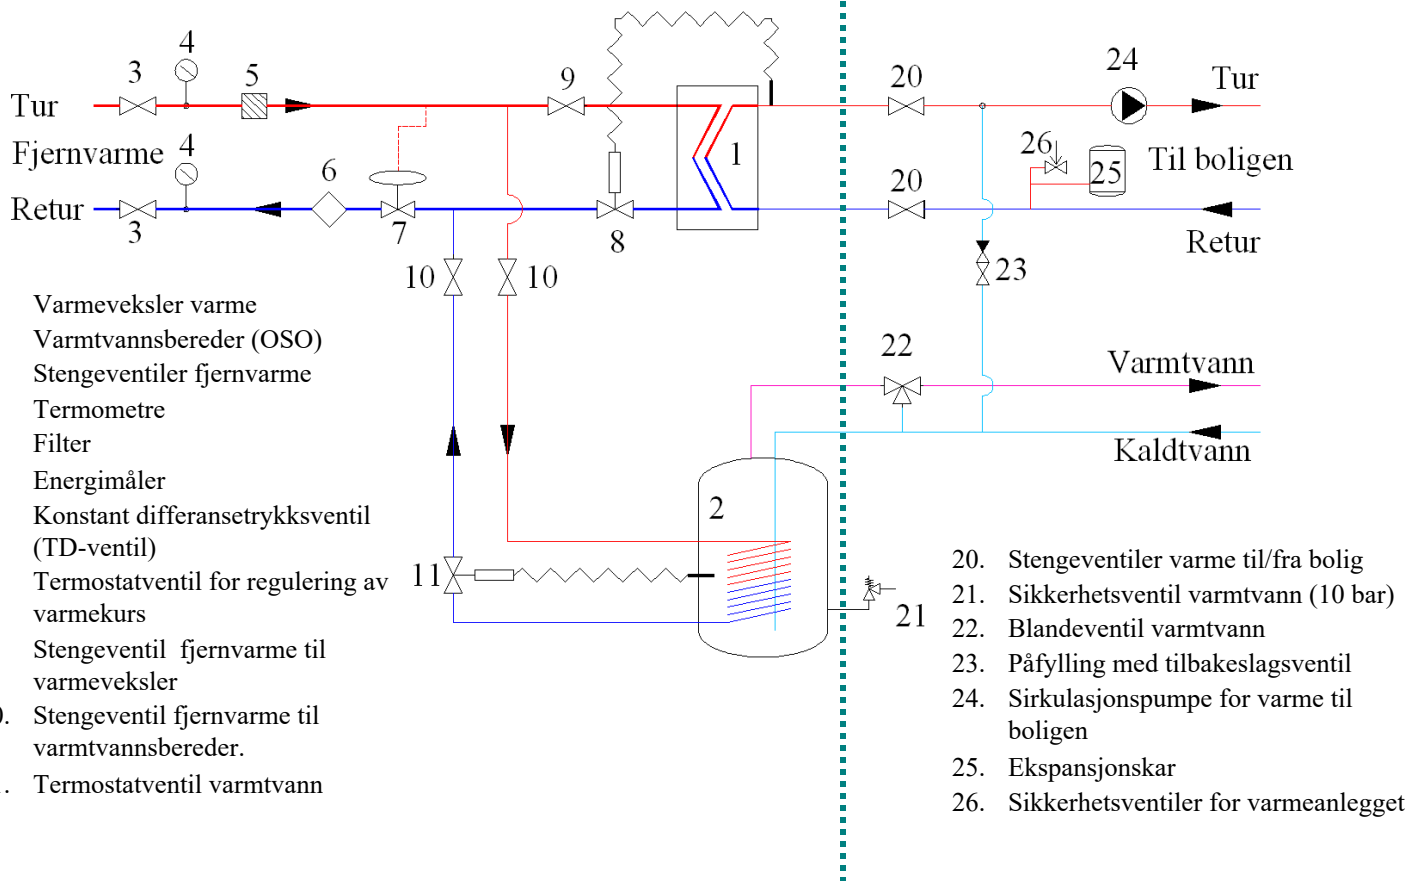 4
3
5
9
20
24
Tur
Tur
Fjernvarme
4
6
1
26
25
Til boligen
20
Retur
3
7
8
Retur
10
10
23
Varmeveksler varme
Varmtvannsbereder (OSO)
Stengeventiler fjernvarme
Termometre
Filter
Energimåler
Konstant differansetrykksventil
(TD-ventil)
Termostatventil for regulering av
varmekurs
Stengeventil fjernvarme til
varmeveksler
. Stengeventil fjernvarme til
varmtvannsbereder.
. Termostatventil varmtvann
22
Varmtvann
Kaldtvann
2
11
21
20. Stengeventiler varme til/fra bolig
21. Sikkerhetsventil varmtvann (10 bar)
22. Blandeventil varmtvann
23. Påfylling med tilbakeslagsventil
24. Sirkulasjonspumpe for varme til
boligen
25. Ekspansjonskar
26. Sikkerhetsventiler for varmeanlegget